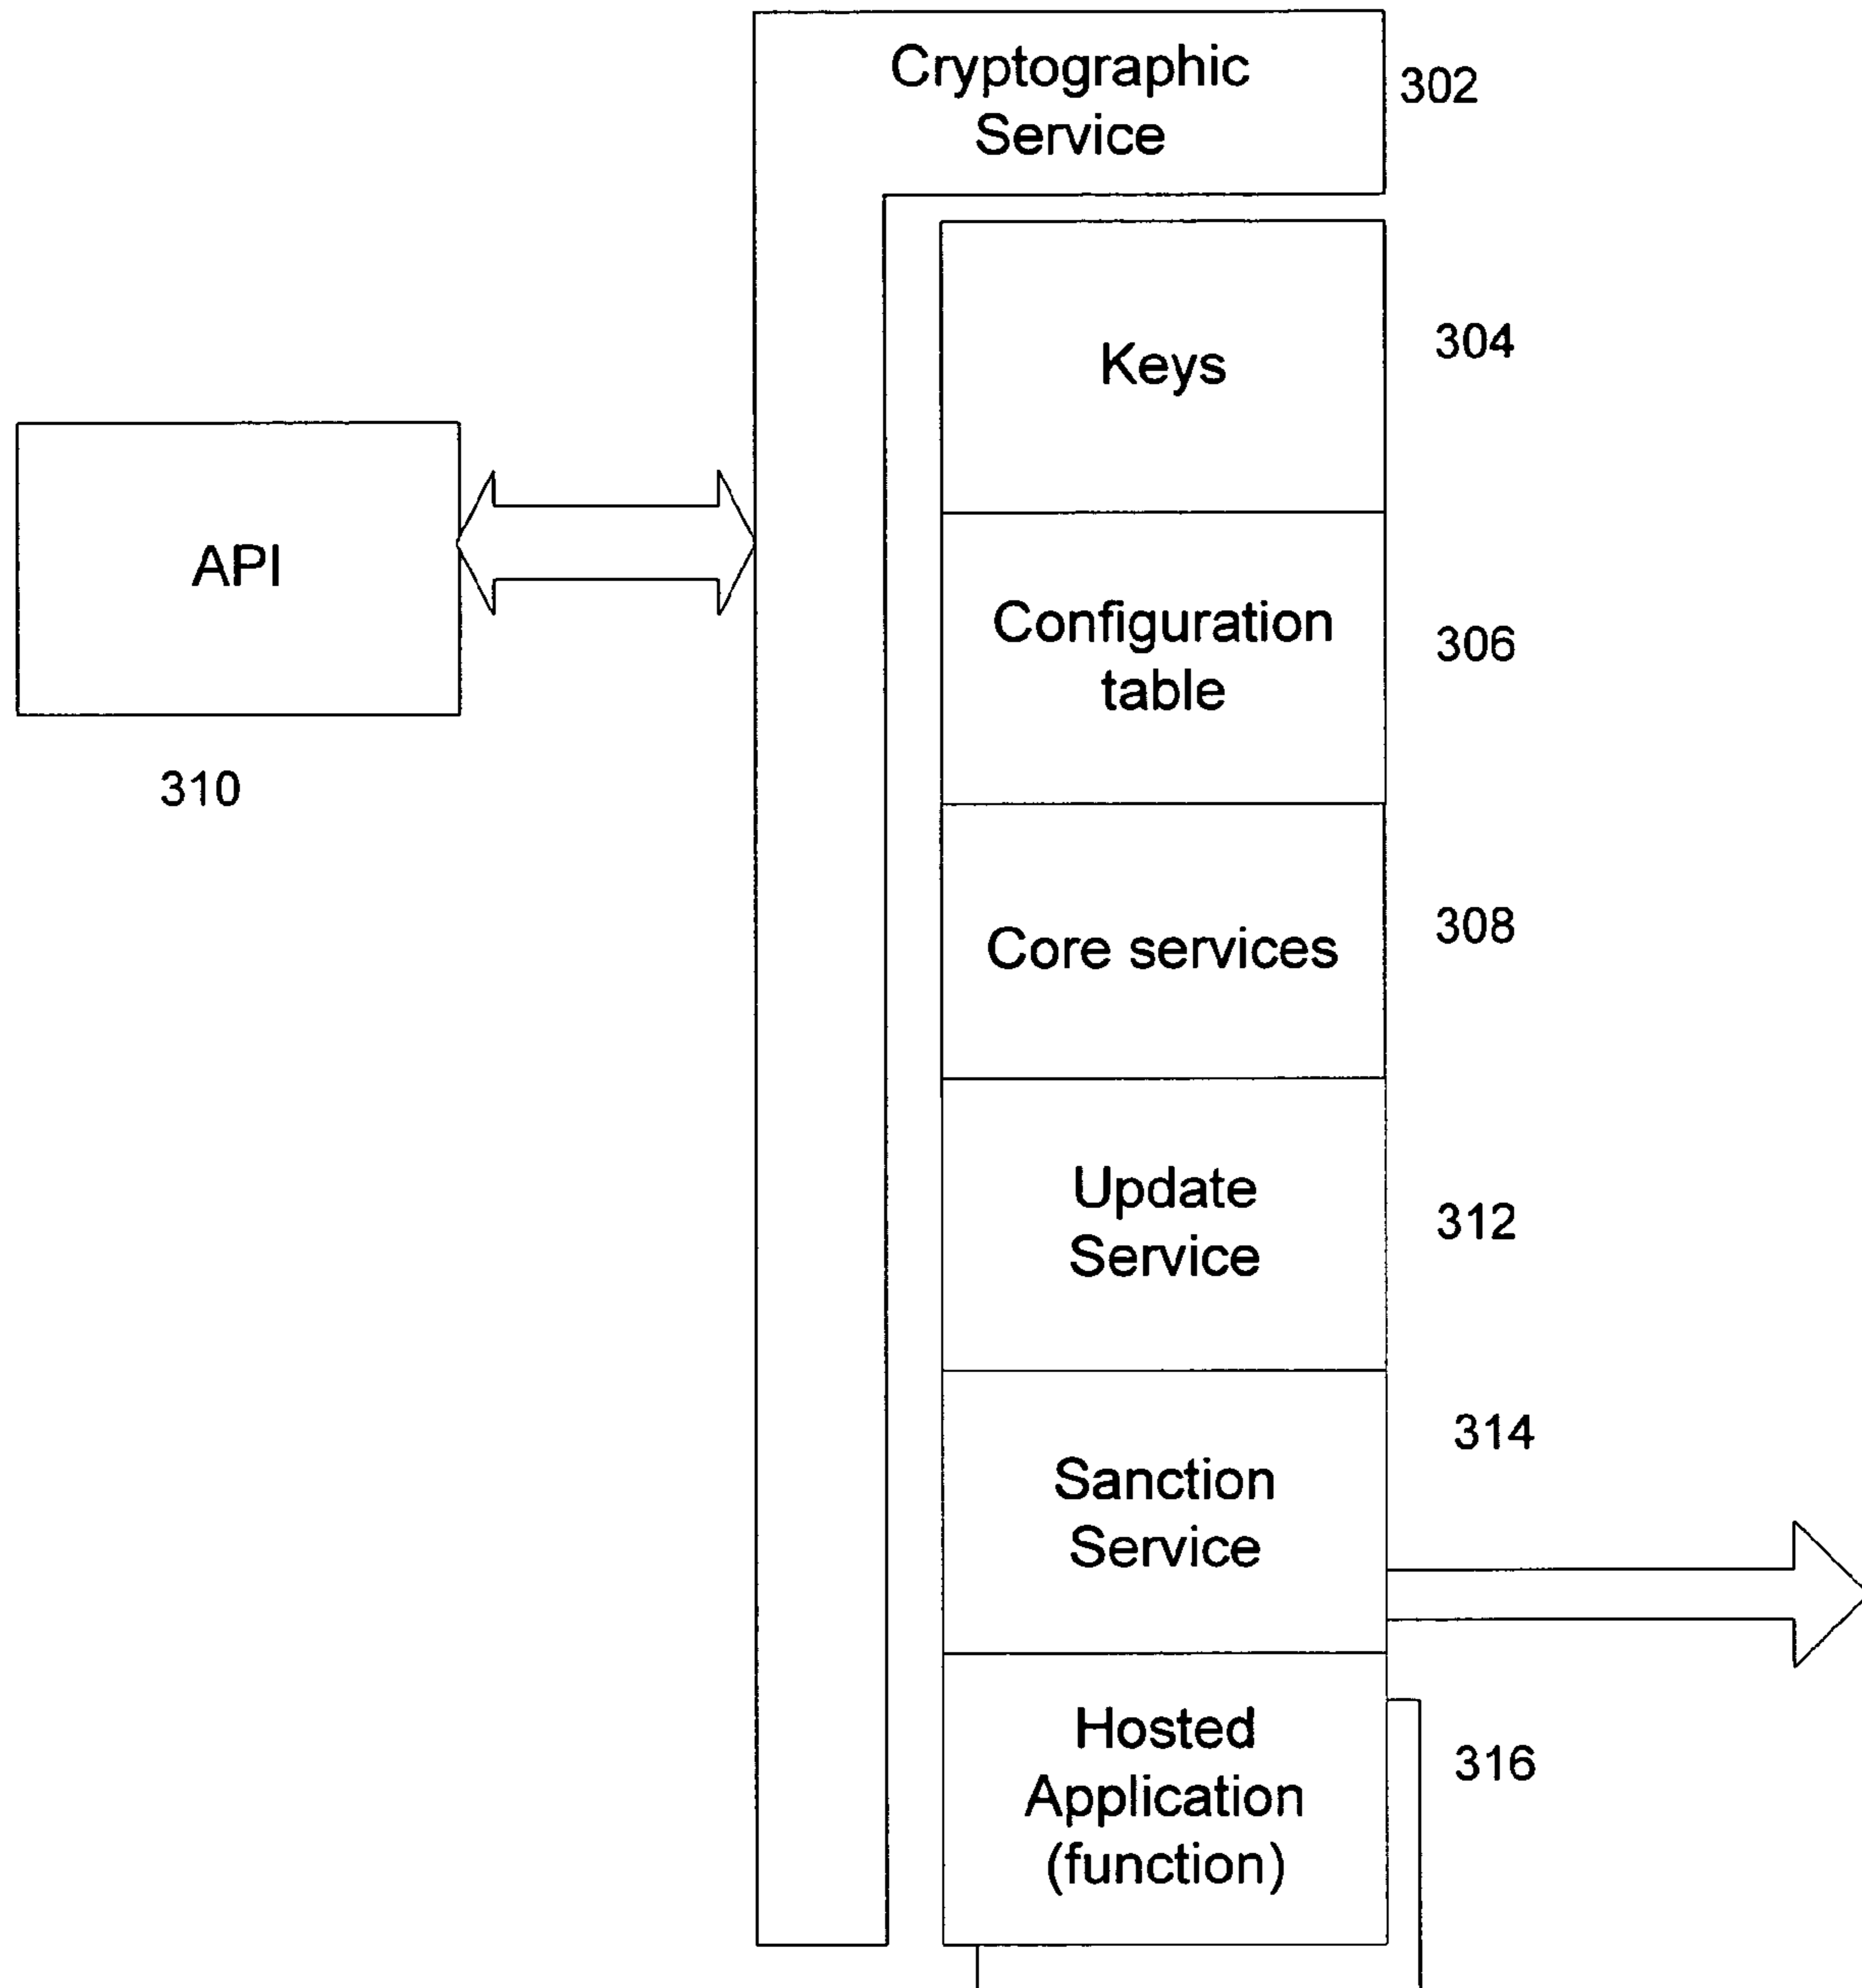 Cryptographic
Service
302
Keys
304
API
310
Configuration
table
306
Core services
308
Update
Service
312
Sanction
Service
314
Hosted
Application
(function)
316